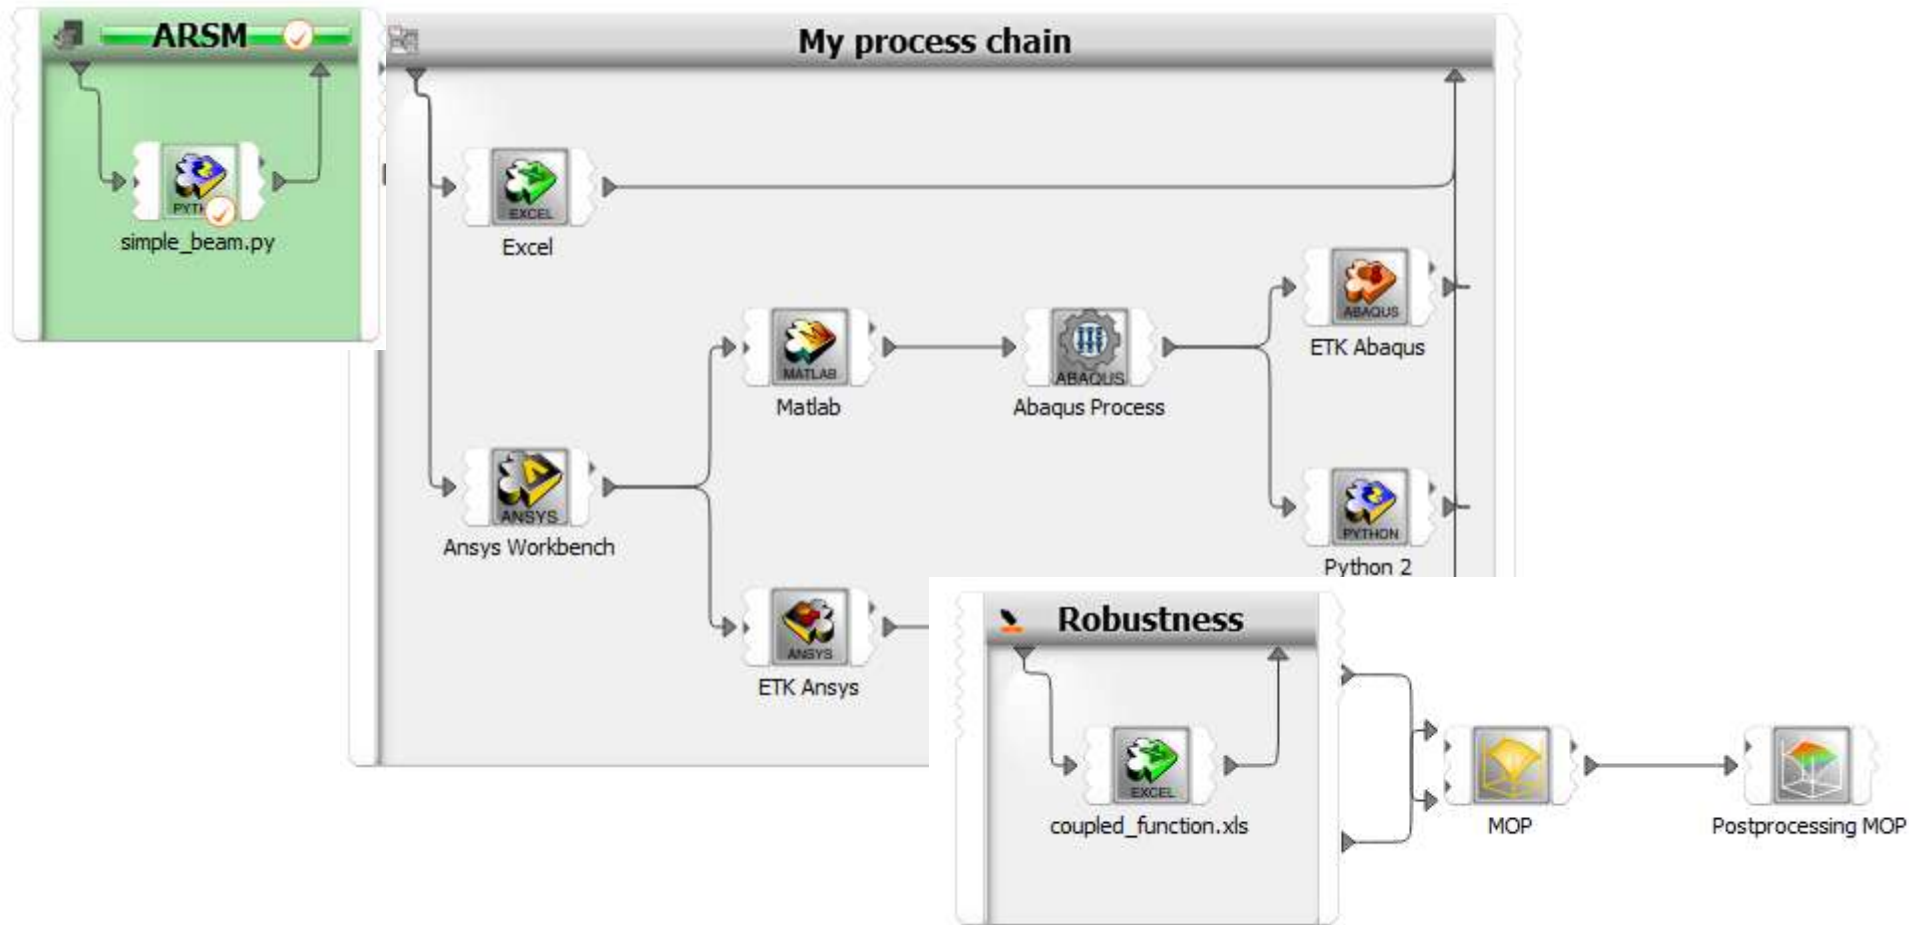 ARSM
PYTH
simple_beam.py
My process chain
EXCEL
Excel
ABAQUS
ETK Abaqus
MATLAB
Matlab
ABAQUS
Abaqus Process
ANSYS
Ansys Workbench
PYTHON
Python 2
ANSYS
ETK Ansys
Robustness
EXCEL
coupled_function.xls
MOP
Postprocessing MOP